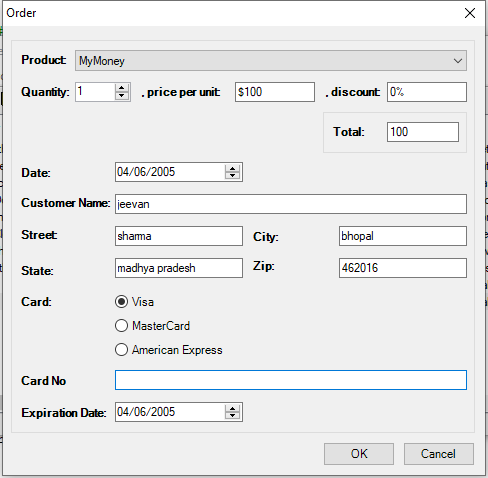 Order
Product: MyMoney
Quantity: 1 , price per unit: $100 , discount: 0%
Total: 100
Date: 04/06/2005
Customer Name: jeevan
Street: sharma City: bhopal
State: madhya pradesh Zip: 462016
Card: Visa
MasterCard
American Express
Card No
Expiration Date: 04/06/2005
OK Cancel